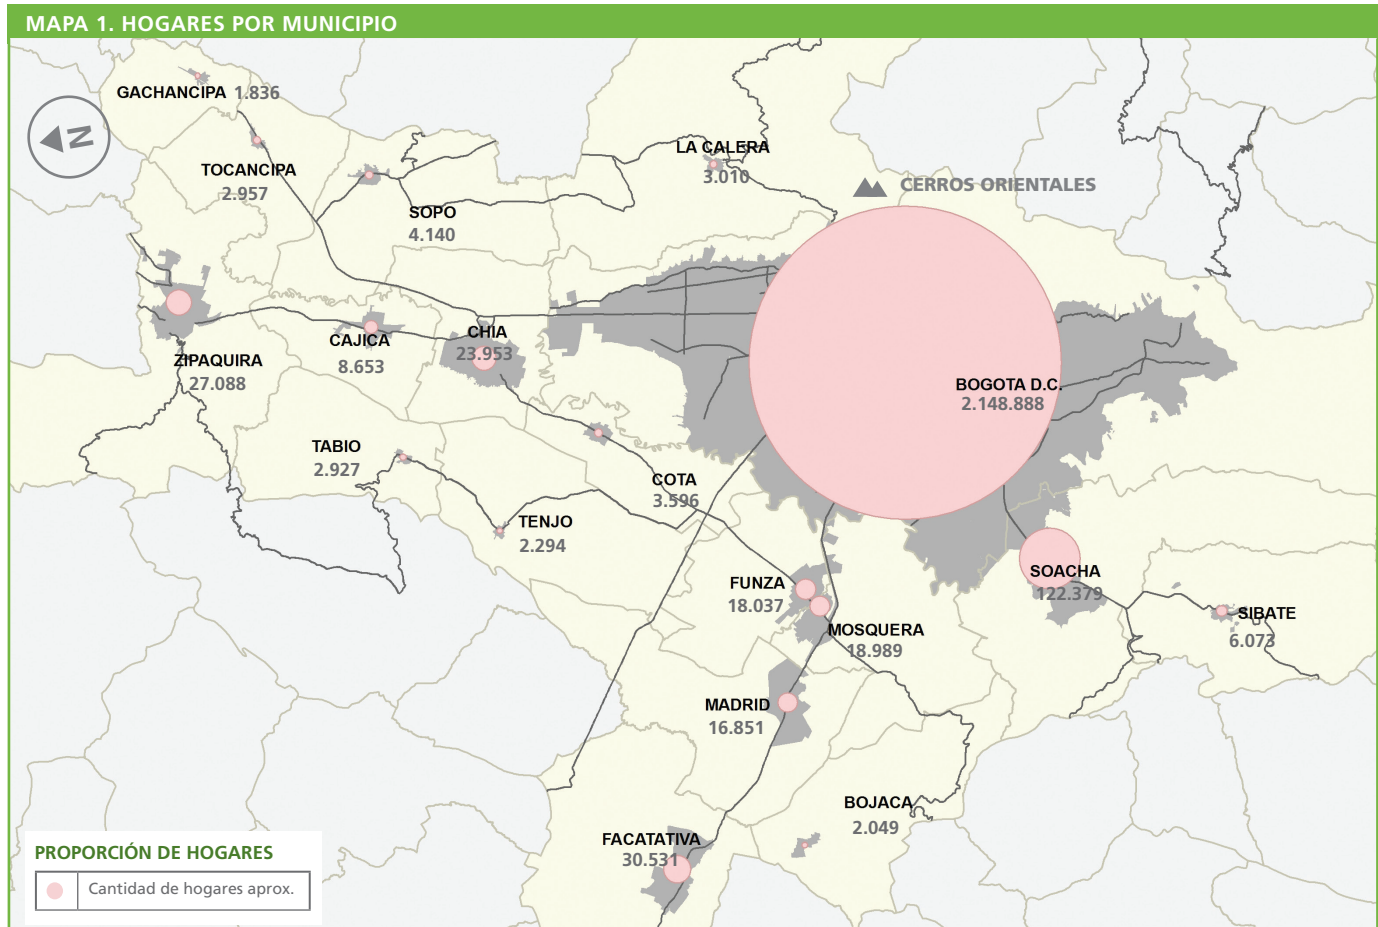 MAPA 1. HOGARES POR MUNICIPIO
GACHANCIPA 1.836
N
TOCANCIPA
2.957
LA CALERA
3.010
CERROS ORIENTALES
SOPO
4.140
CHIA
23.953
CAJICA
8.653
ZIPAQUIRA
27.088
BOGOTA D.C.
2.148.888
TABIO
2.927
COTA
3.596
TENJO
2.294
FUNZA
18.037
SOACHA
122.379
MOSQUERA
18.989
SIBATE
6.073
MADRID
16.851
BOJACA
2.049
FACATATIVA
30.531
PROPORCIÓN DE HOGARES
Cantidad de hogares aprox.